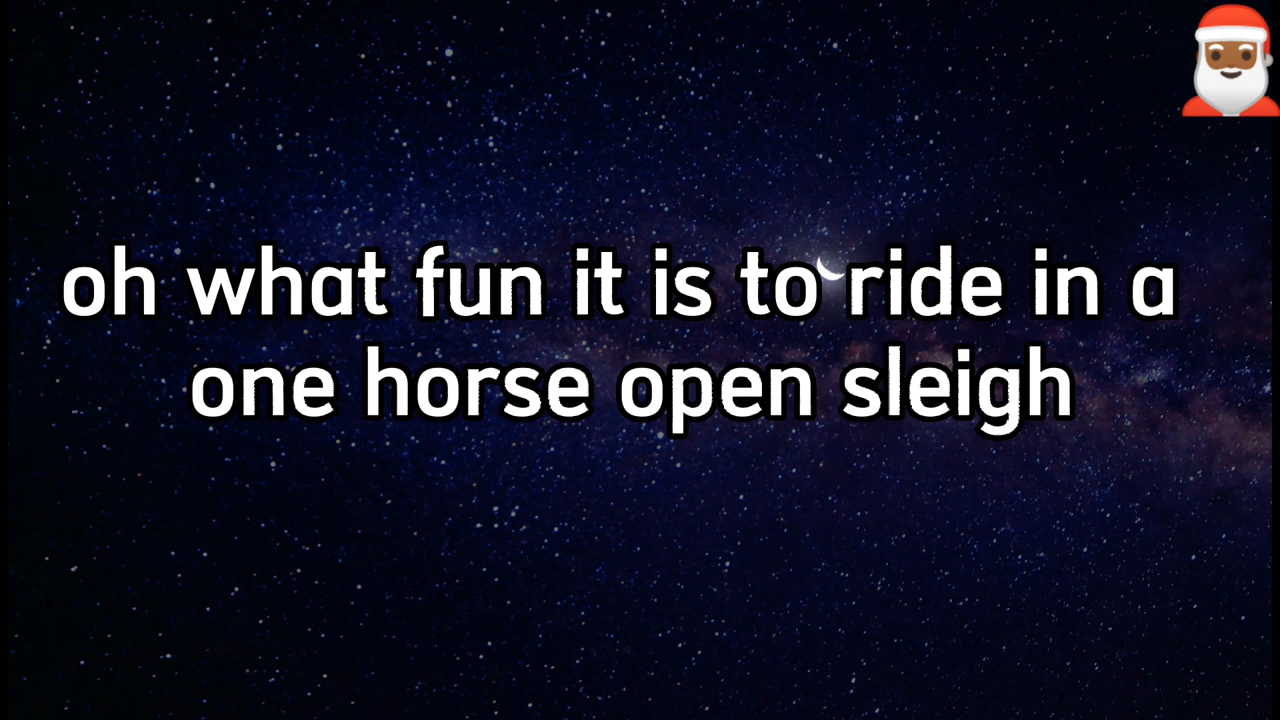 oh what fun it is to ride in a
one horse open sleigh